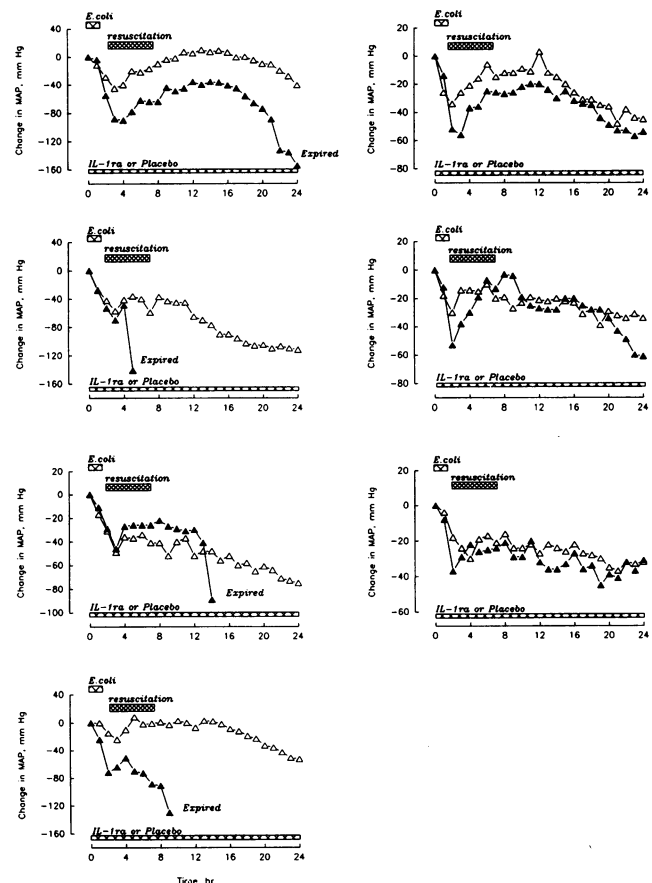 E.coli
resuscitation
40
0
-40
-80
-120
-160
Change in MAP, mm Hg
Expired
IL-1ra or Placebo
0 4 8 12 16 20 24
E.coli
resuscitation
20
0
-20
-40
-60
-80
Change in MAP, mm Hg
IL-1ra or Placebo
0 4 8 12 16 20 24
E.coli
resuscitation
40
0
-40
-80
-120
-160
Change in MAP, mm Hg
Expired
IL-1ra or Placebo
0 4 8 12 16 20 24
E.coli
resuscitation
20
0
-20
-40
-60
-80
Change in MAP, mm Hg
IL-1ra or Placebo
0 4 8 12 16 20 24
E.coli
resuscitation
20
0
-20
-40
-60
-80
-100
Change in MAP, mm Hg
Expired
IL-1ra or Placebo
0 4 8 12 16 20 24
E.coli
resuscitation
20
0
-20
-40
-60
Change in MAP, mm Hg
IL-1ra or Placebo
0 4 8 12 16 20 24
E.coli
resuscitation
40
0
-40
-80
-120
-160
Change in MAP, mm Hg
Expired
IL-1ra or Placebo
0 4 8 12 16 20 24
Time, hr